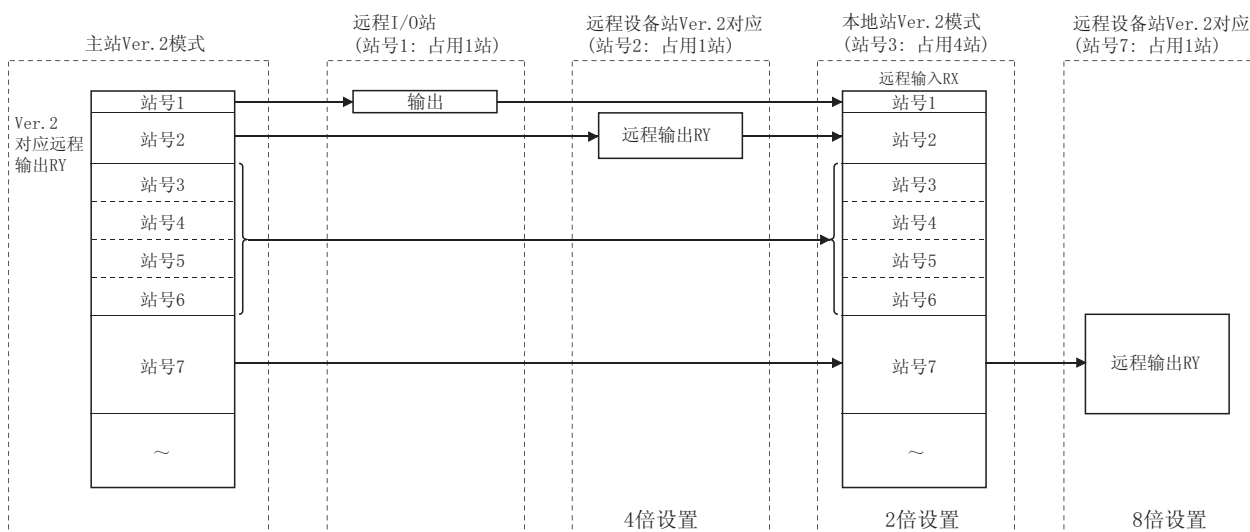 主站Ver.2模式
远程I/O站
(站号1: 占用1站)
远程设备站Ver.2对应
(站号2: 占用1站)
本地站Ver.2模式
(站号3: 占用4站)
远程设备站Ver.2对应
(站号7: 占用1站)
Ver.2
对应远程
输出RY
站号1
站号2
站号3
站号4
站号5
站号6
站号7
～
输出
远程输出RY
远程输入RX
站号1
站号2
站号3
站号4
站号5
站号6
站号7
～
远程输出RY
4倍设置
2倍设置
8倍设置